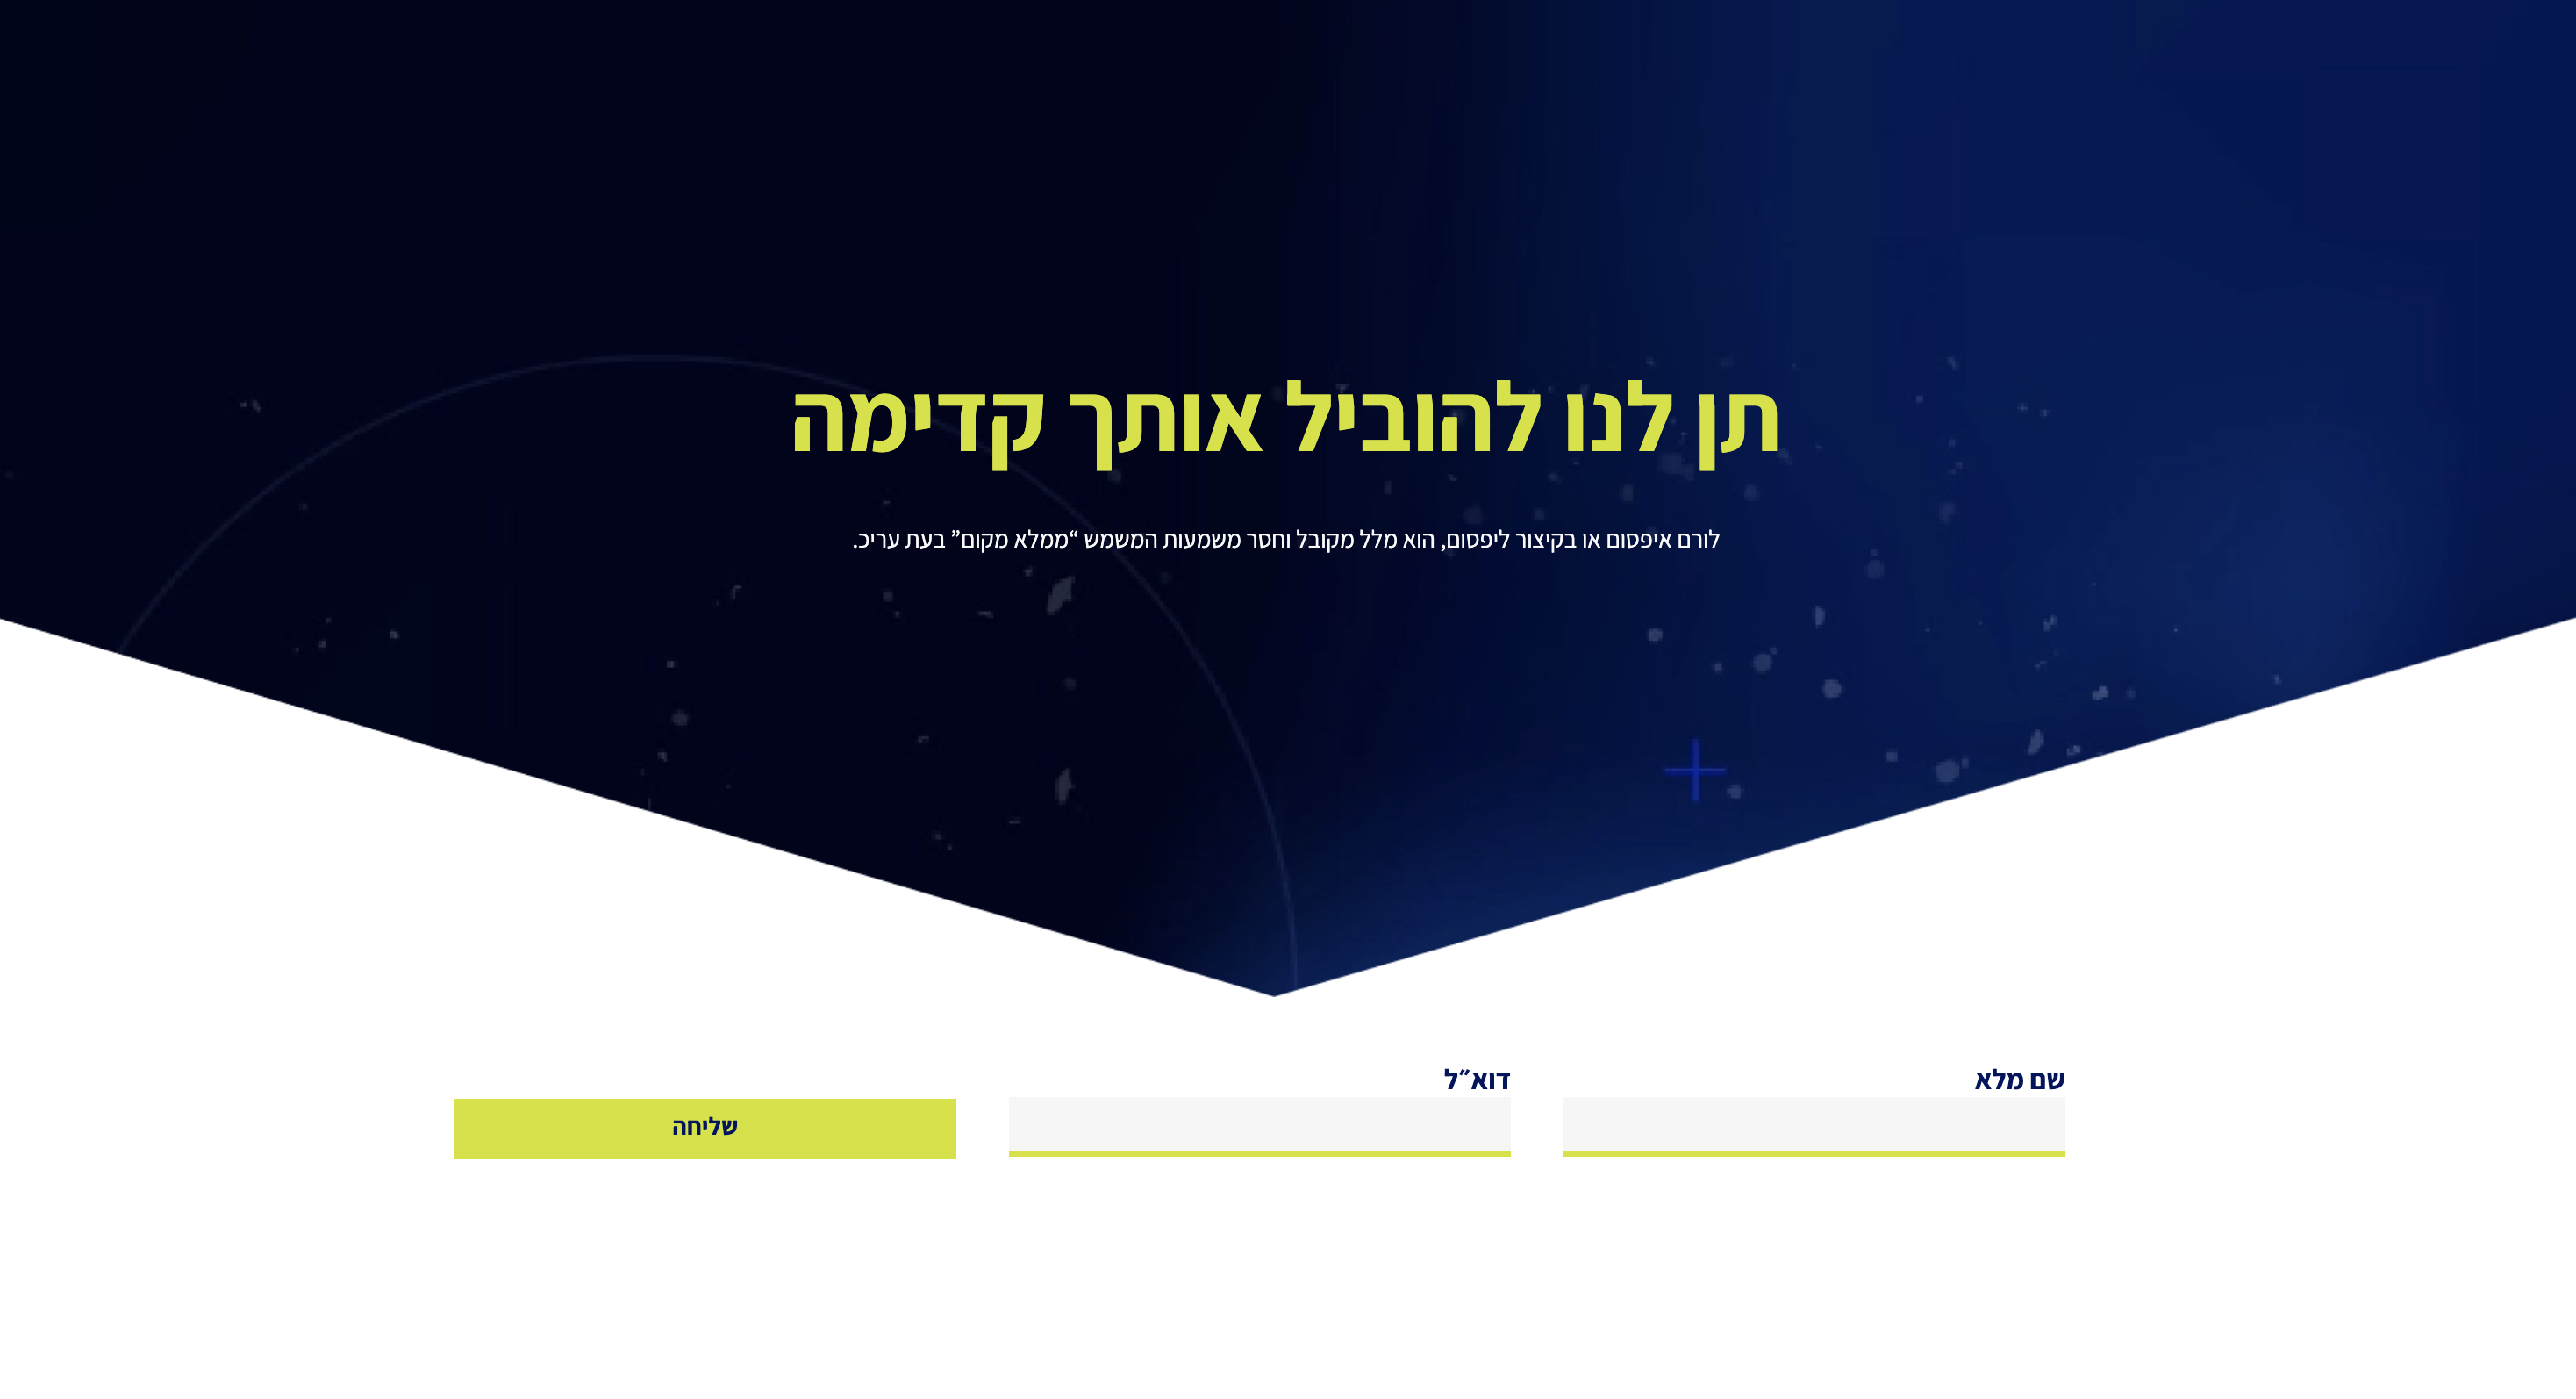 תן לנו להוביל אותך קדימה
לורם איפסום או בקיצור ליפסום, הוא מלל מקובל וחסר משמעות המשמש “ממלא מקום” בעת עריכ.
שם מלא
דוא״ל
שליחה